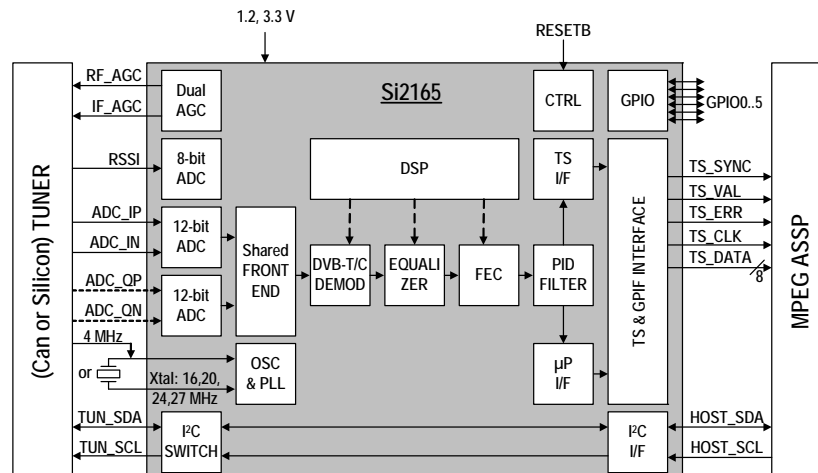 1.2, 3.3 V
RESETB
(Can or Silicon) TUNER
RF_AGC
IF_AGC
Dual
AGC
Si2165
CTRL
GPIO
GPIO0..5
MPEG ASSP
RSSI
8-bit
ADC
DSP
TS
I/F
TS & GPIF INTERFACE
TS_SYNC
TS_VAL
TS_ERR
TS_CLK
TS_DATA
8
ADC_IP
ADC_IN
12-bit
ADC
ADC_QP
ADC_QN
12-bit
ADC
Shared
FRONT
END
DVB-T/C
DEMOD
EQUALI
ZER
FEC
PID
FILTER
4 MHz
or
Xtal: 16,20,
24,27 MHz
OSC
& PLL
µP
I/F
TUN_SDA
TUN_SCL
I²C
SWITCH
I²C
I/F
HOST_SDA
HOST_SCL